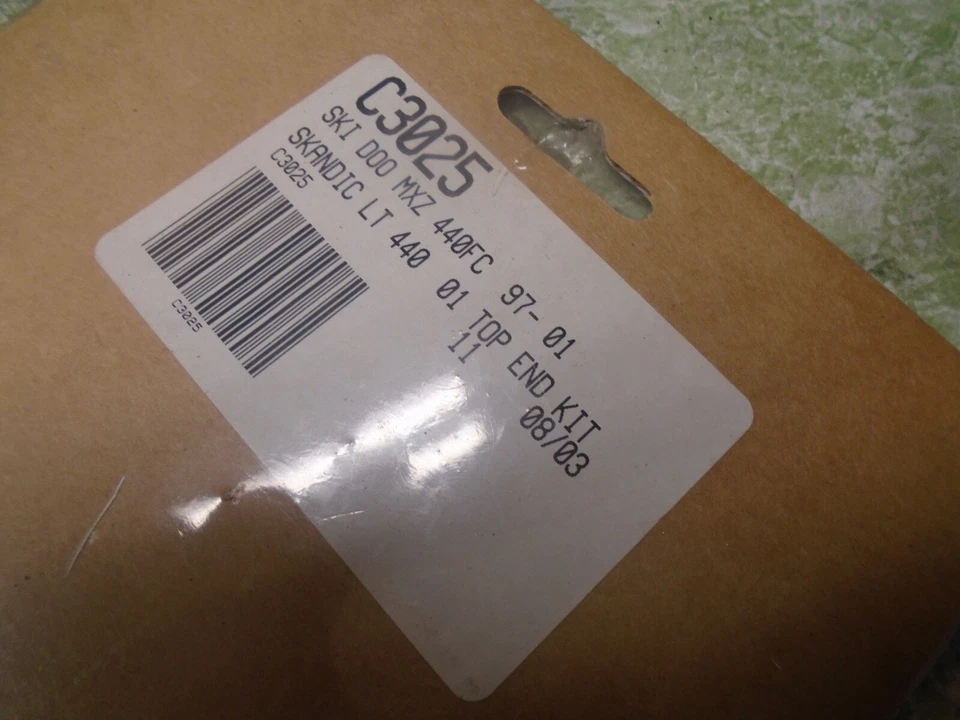 C3025
SKI DOO MXZ 440FC 97- 01
SKANDIC LT 440 01 TOP END KIT
C3025 11 08/03
C3025